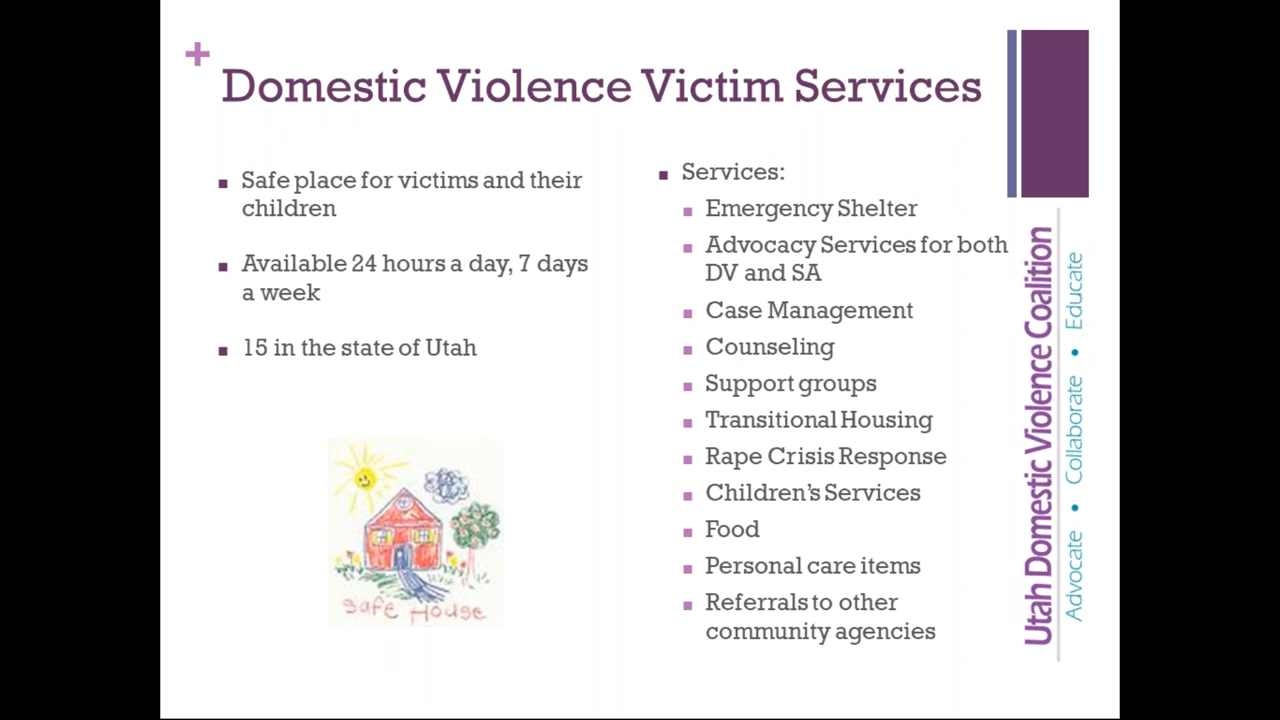 +
Domestic Violence Victim Services
■ Safe place for victims and their
children
■ Available 24 hours a day, 7 days
a week
■ 15 in the state of Utah
safe House
■ Services:
■ Emergency Shelter
■ Advocacy Services for both
DV and SA
■ Case Management
■ Counseling
■ Support groups
■ Transitional Housing
■ Rape Crisis Response
■ Children's Services
■ Food
■ Personal care items
■ Referrals to other
community agencies
Utah Domestic Violence Coalition
Advocate • Collaborate • Educate